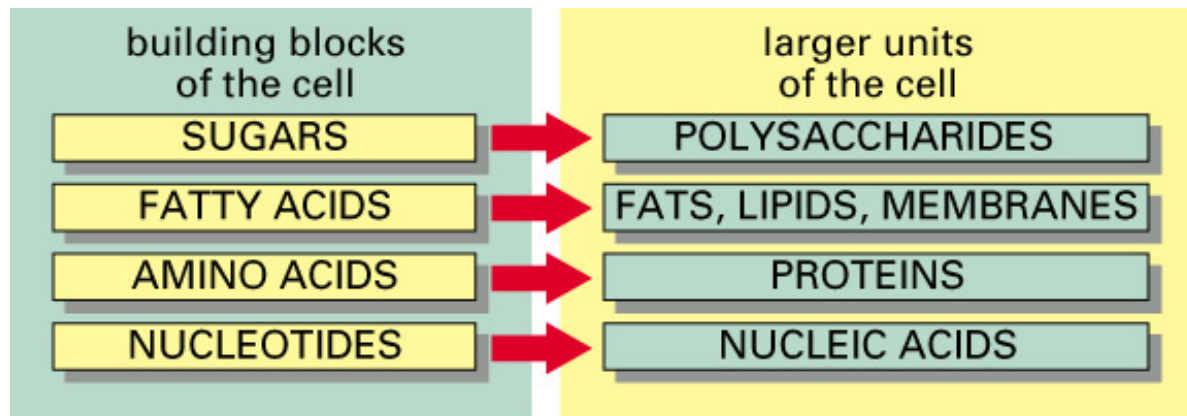 building blocks
of the cell
larger units
of the cell
SUGARS
POLYSACCHARIDES
FATTY ACIDS
FATS, LIPIDS, MEMBRANES
AMINO ACIDS
PROTEINS
NUCLEOTIDES
NUCLEIC ACIDS